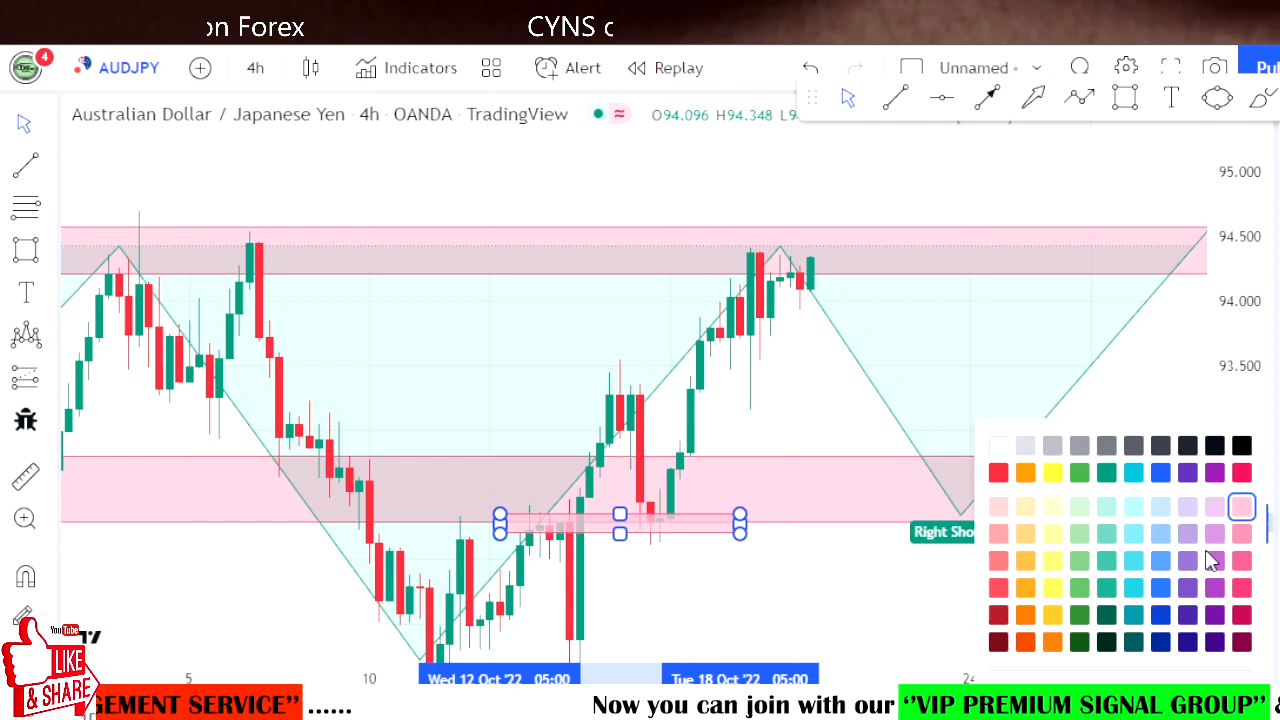 on Forex CYNS
4
AUDJPY 4h Indicators Alert Replay Unnamed
Australian Dollar / Japanese Yen · 4h · OANDA · TradingView O94.096 H94.348
95.000
94.500
94.000
93.500
Right Sho
YouTube
LIKE
& SHARE
5 10 24
Wed 12 Oct '22 05:00 Tue 18 Oct '22 05:00
GEMENT SERVICE’’ ...... Now you can join with our ‘’VIP PREMIUM SIGNAL GROUP’’ &